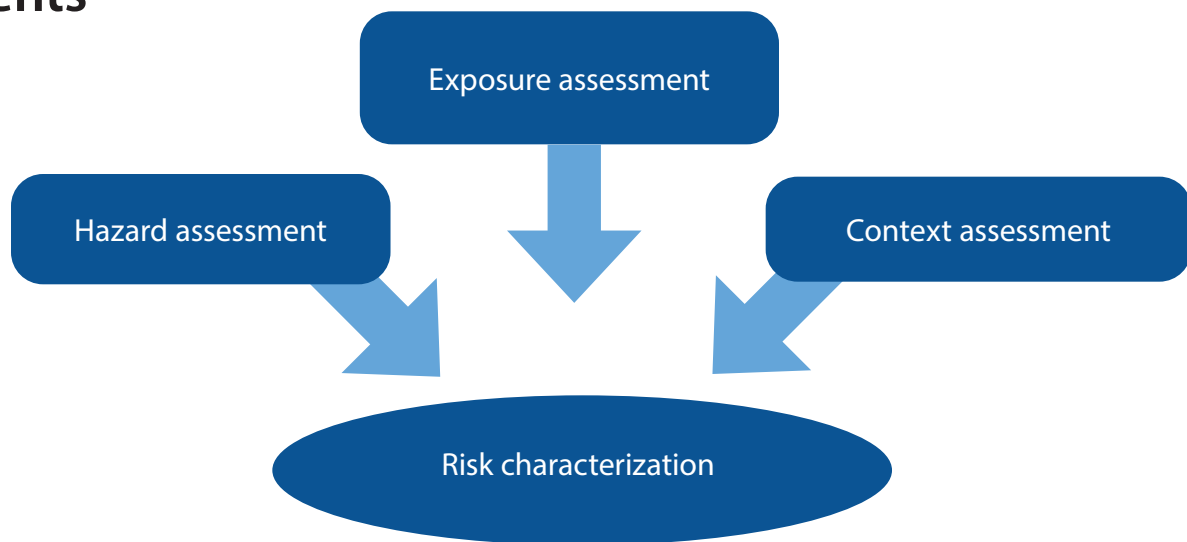 Exposure assessment
Hazard assessment
Context assessment
Risk characterization